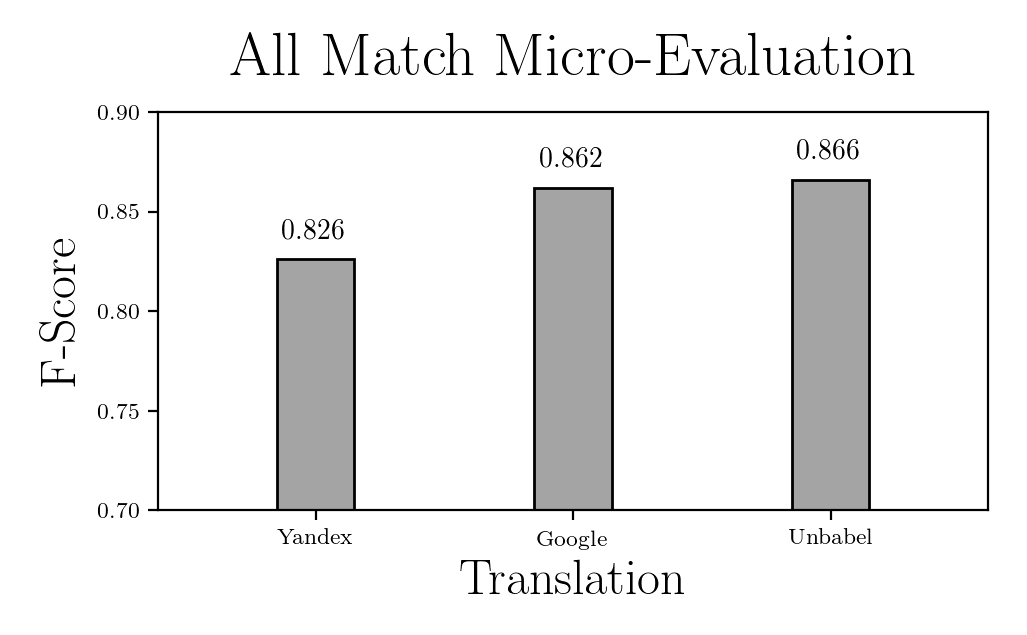 All Match Micro-Evaluation
0.90
0.85
0.80
0.75
0.70
F-Score
0.826
0.862
0.866
Yandex
Google
Unbabel
Translation